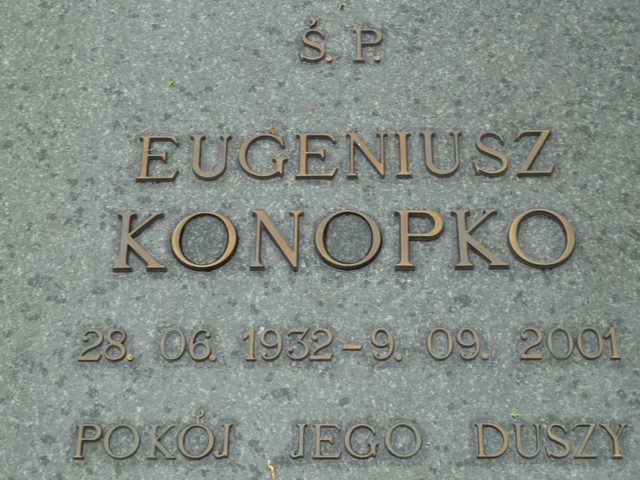 Ś. P.
EUGENIUSZ
KONOPKO
28. 06. 1932 - 9. 09. 2001
POKÓJ JEGO DUSZY